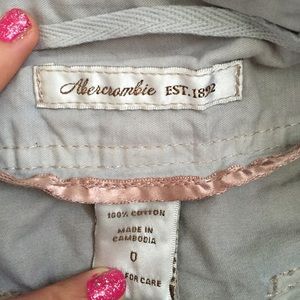 Abercrombie EST.1892
100% COTTON
MADE IN
CAMBODIA
0
FOR CARE